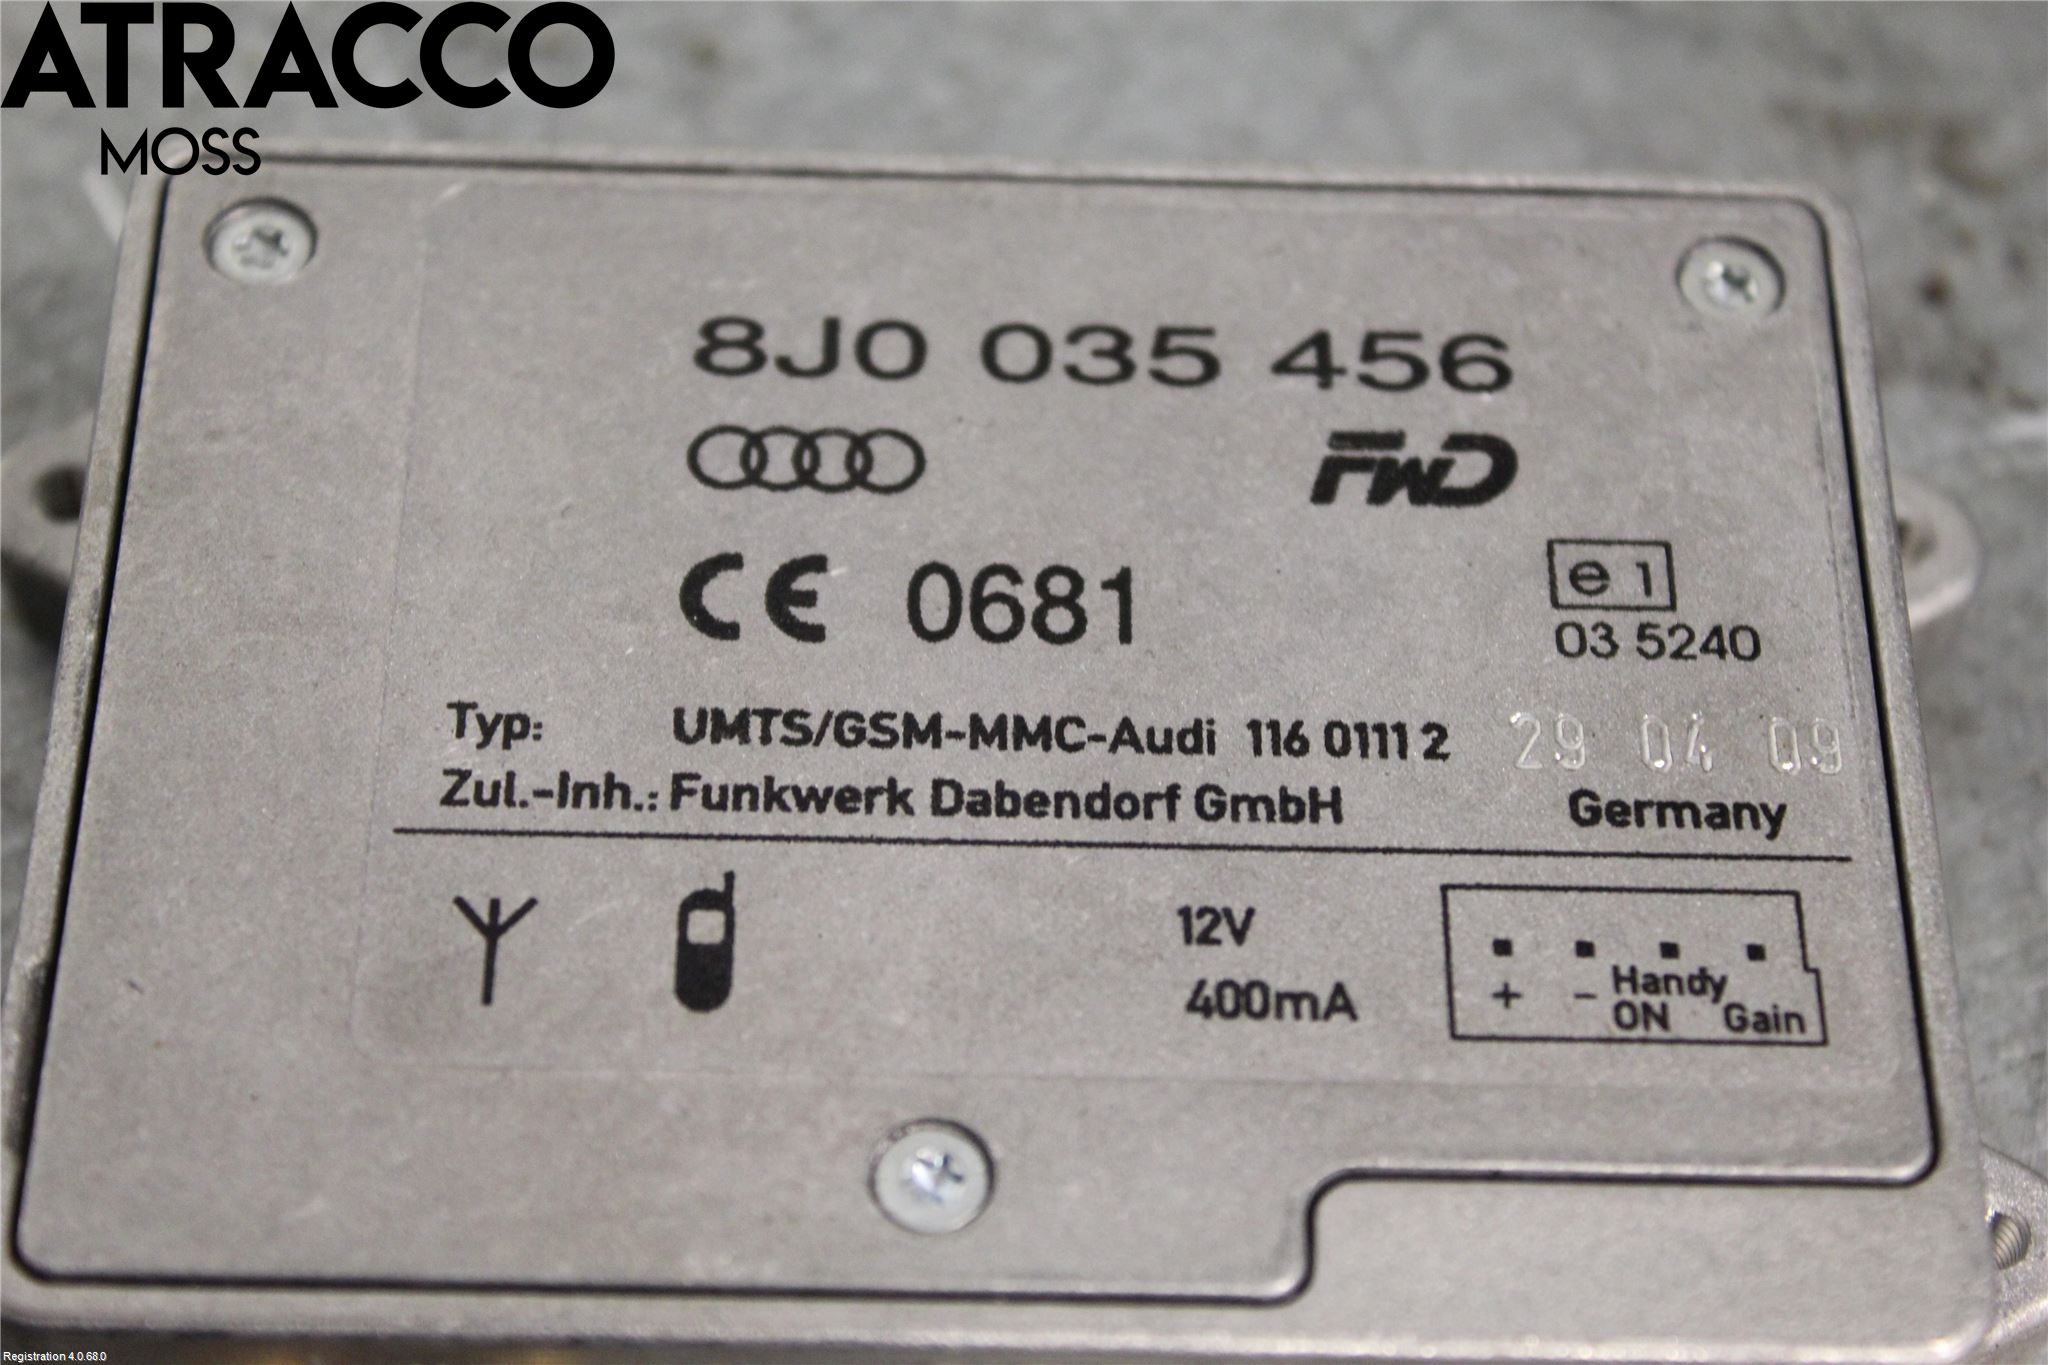 ATRACCO
MOSS
8J0 035 456
FWD
CE 0681
e 1
03 5240
Typ: UMTS/GSM-MMC-Audi 116 0111 2 29 04 09
Zul.-Inh.: Funkwerk Dabendorf GmbH Germany
12V
400mA
+ - Handy ON Gain
Registration 4.0.68.0